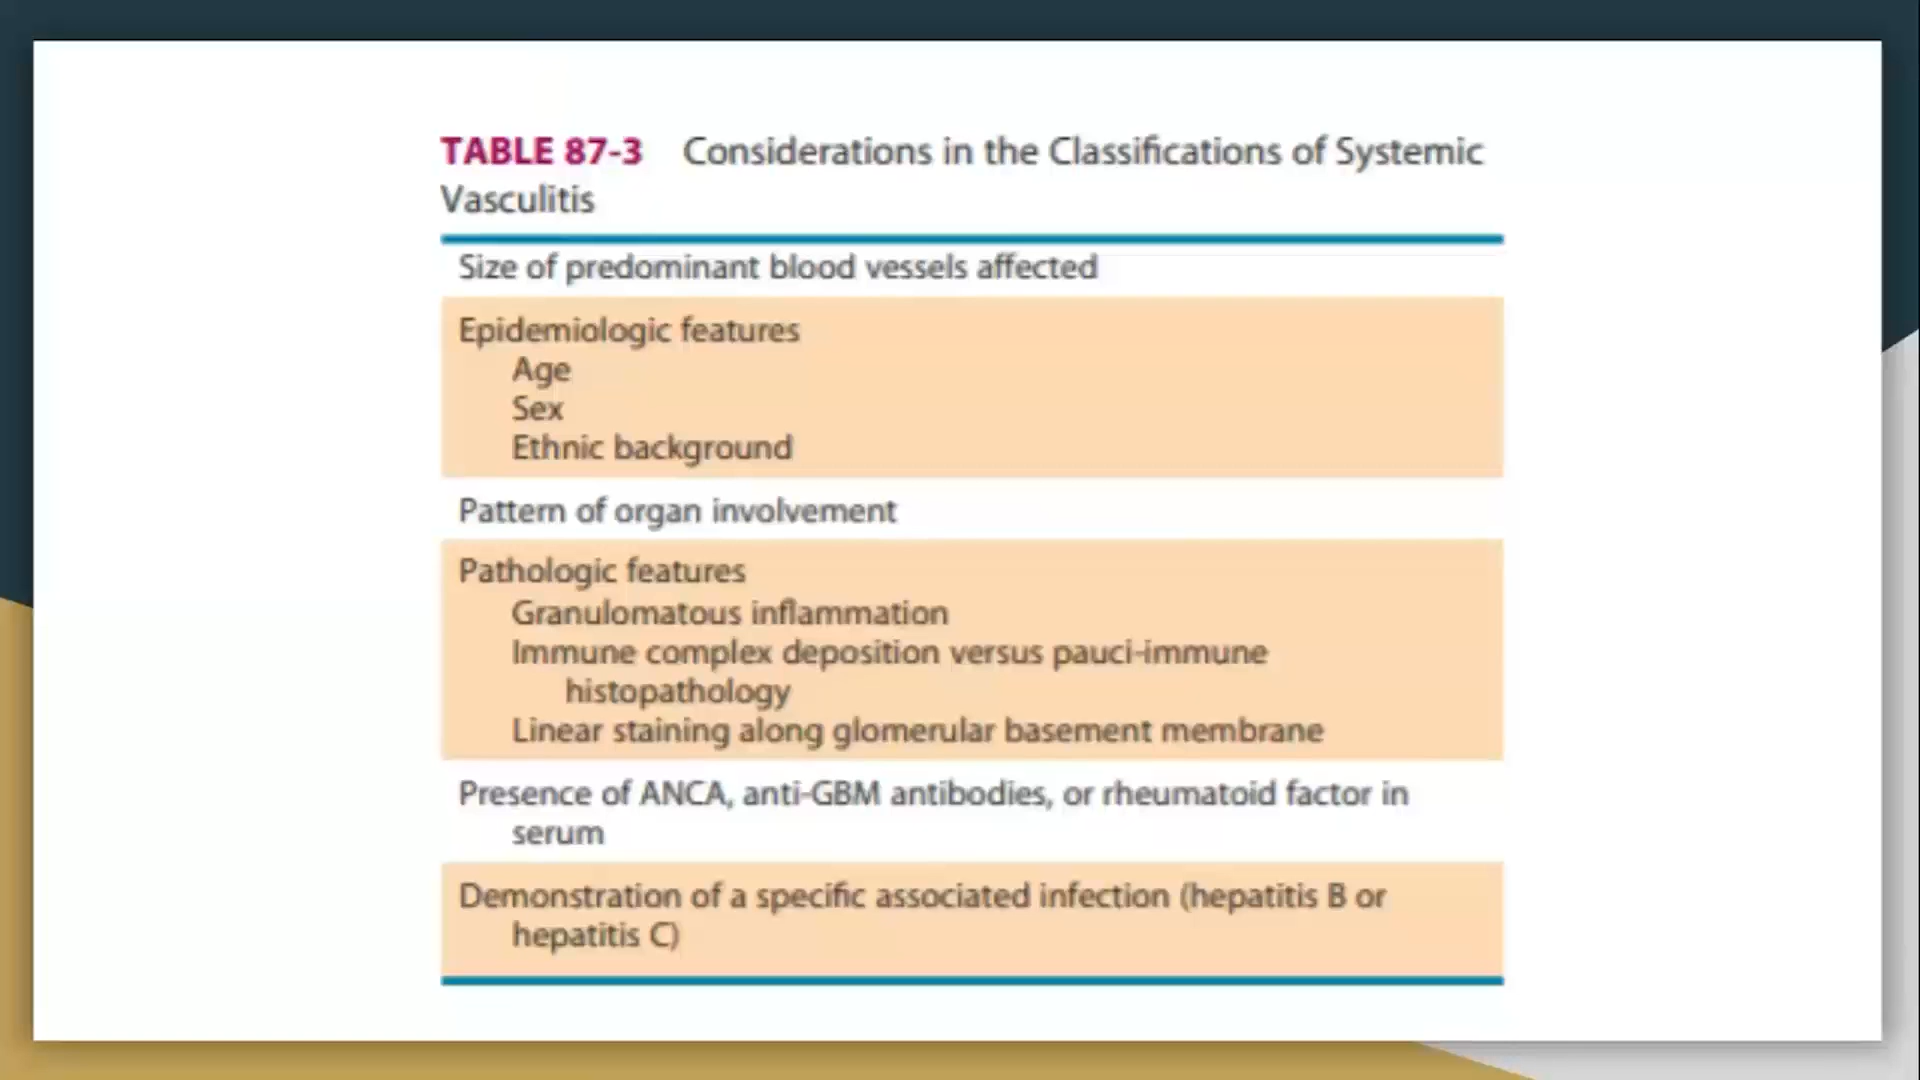 TABLE 87-3 Considerations in the Classifications of Systemic
Vasculitis
Size of predominant blood vessels affected
Epidemiologic features
Age
Sex
Ethnic background
Pattern of organ involvement
Pathologic features
Granulomatous inflammation
Immune complex deposition versus pauci-immune
histopathology
Linear staining along glomerular basement membrane
Presence of ANCA, anti-GBM antibodies, or rheumatoid factor in
serum
Demonstration of a specific associated infection (hepatitis B or
hepatitis C)